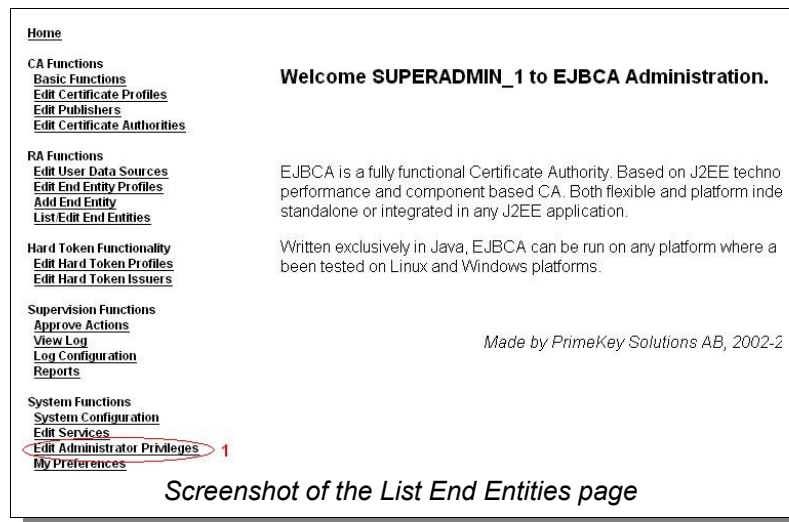 Home
CA Functions
Basic Functions
Edit Certificate Profiles
Edit Publishers
Edit Certificate Authorities
RA Functions
Edit User Data Sources
Edit End Entity Profiles
Add End Entity
List/Edit End Entities
Hard Token Functionality
Edit Hard Token Profiles
Edit Hard Token Issuers
Supervision Functions
Approve Actions
View Log
Log Configuration
Reports
System Functions
System Configuration
Edit Services
Edit Administrator Privileges 1
My Preferences
Welcome SUPERADMIN_1 to EJBCA Administration.
EJBCA is a fully functional Certificate Authority. Based on J2EE techno
performance and component based CA. Both flexible and platform inde
standalone or integrated in any J2EE application.
Written exclusively in Java, EJBCA can be run on any platform where a
been tested on Linux and Windows platforms.
Made by PrimeKey Solutions AB, 2002-2
Screenshot of the List End Entities page